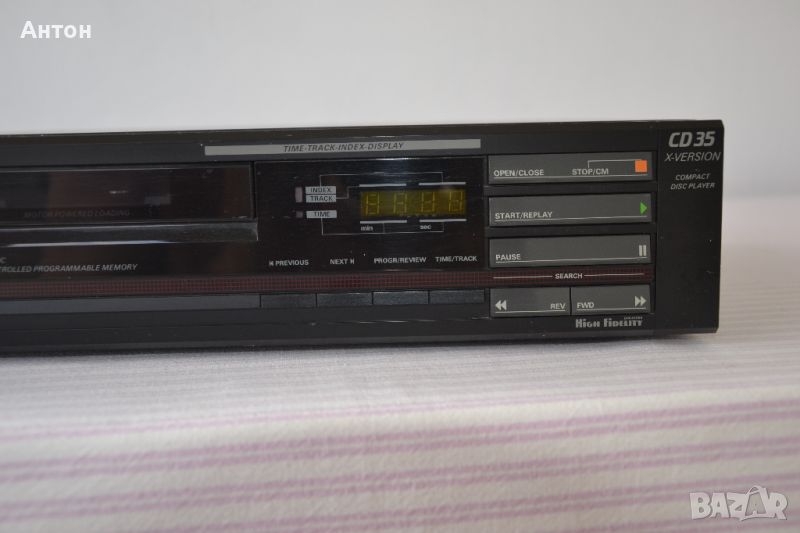 Антон
TIME-TRACK-INDEX-DISPLAY
CD 35
X-VERSION
COMPACT
DISC PLAYER
OPEN/CLOSE STOP/CM
INDEX
TRACK
TIME
min sec
MOTOR POWERED LOADING
START/REPLAY
PREVIOUS NEXT PROGR/REVIEW TIME/TRACK
PAUSE
PROGRAMMABLE MEMORY
SEARCH
REV FWD
HIGH FIDELITY
BAZAR